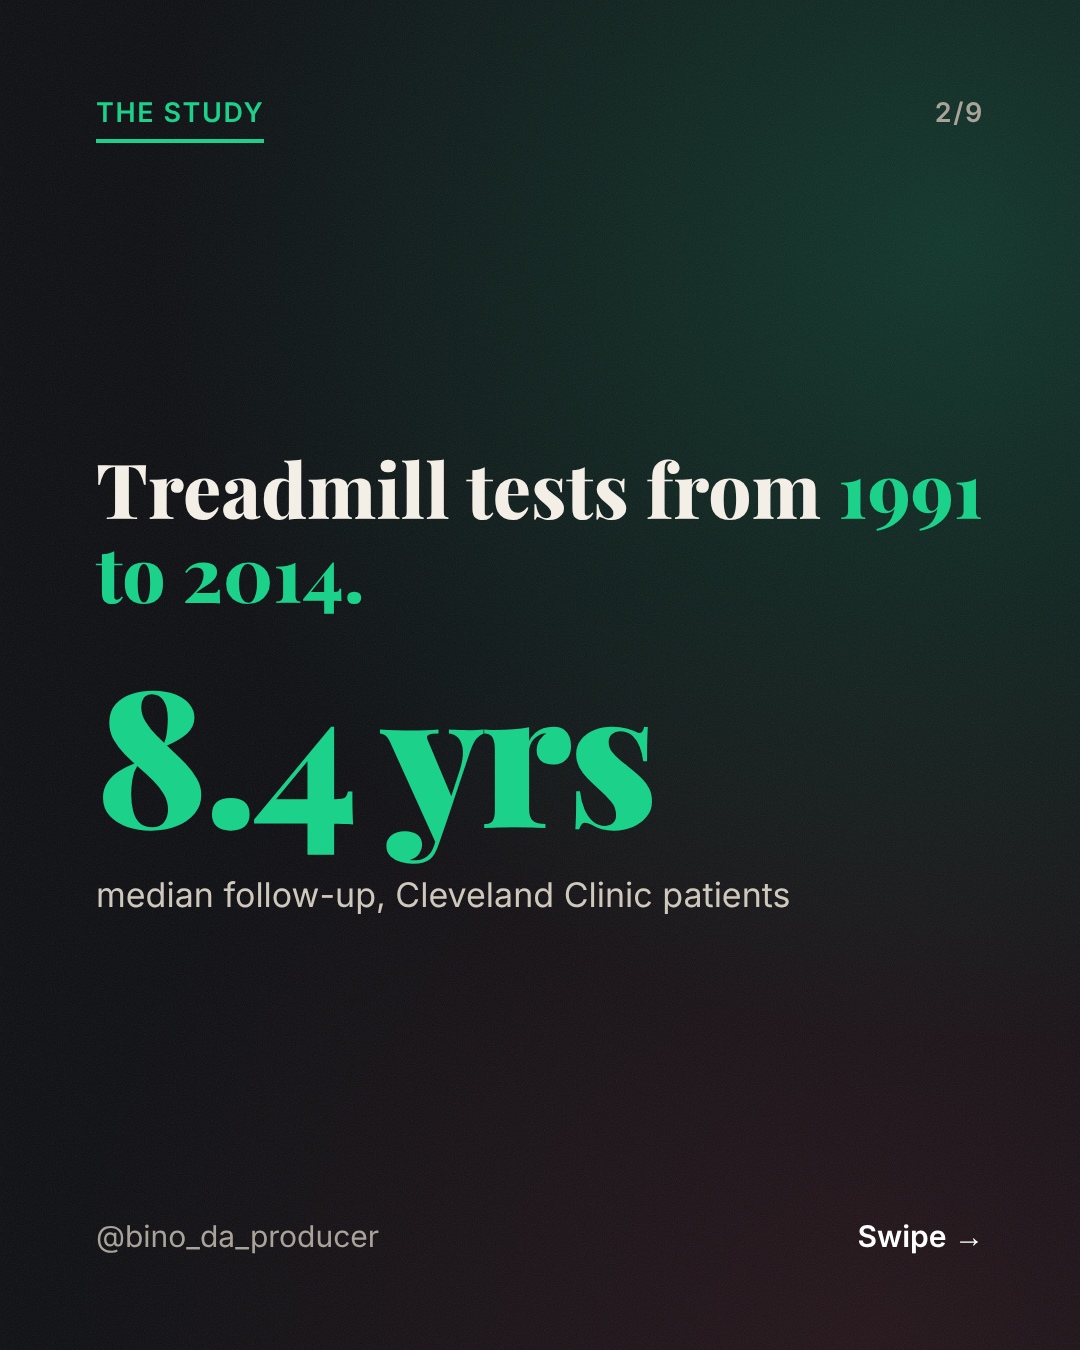 THE STUDY
2/9
Treadmill tests from 1991
to 2014.
8.4 yrs
median follow-up, Cleveland Clinic patients
@bino_da_producer
Swipe →